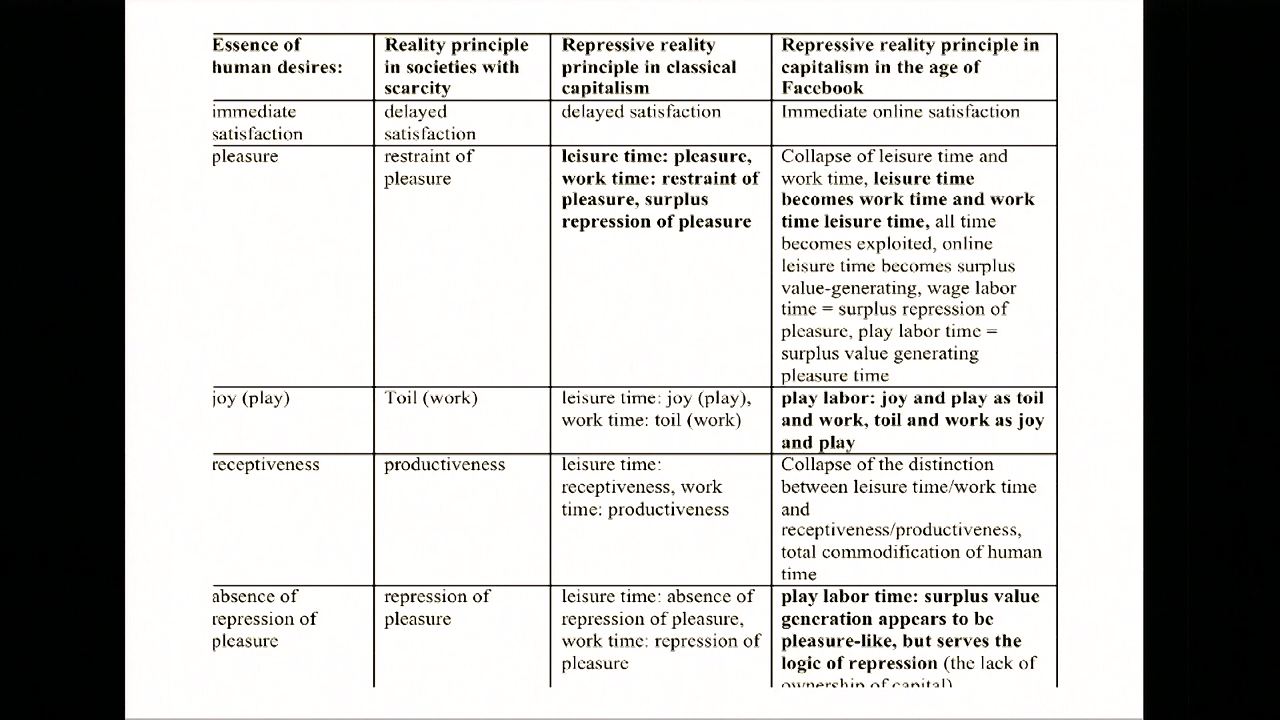 Essence of
human desires:
Reality principle
in societies with
scarcity
Repressive reality
principle in classical
capitalism
Repressive reality principle in
capitalism in the age of
Facebook
immediate
satisfaction
delayed
satisfaction
delayed satisfaction
Immediate online satisfaction
pleasure
restraint of
pleasure
leisure time: pleasure,
work time: restraint of
pleasure, surplus
repression of pleasure
Collapse of leisure time and
work time, leisure time
becomes work time and work
time leisure time, all time
becomes exploited, online
leisure time becomes surplus
value-generating, wage labor
time = surplus repression of
pleasure, play labor time =
surplus value generating
pleasure time
joy (play)
Toil (work)
leisure time: joy (play),
work time: toil (work)
play labor: joy and play as toil
and work, toil and work as joy
and play
receptiveness
productiveness
leisure time:
receptiveness, work
time: productiveness
Collapse of the distinction
between leisure time/work time
and
receptiveness/productiveness,
total commodification of human
time
absence of
repression of
pleasure
repression of
pleasure
leisure time: absence of
repression of pleasure,
work time: repression of
pleasure
play labor time: surplus value
generation appears to be
pleasure-like, but serves the
logic of repression (the lack of
ownership of capital)